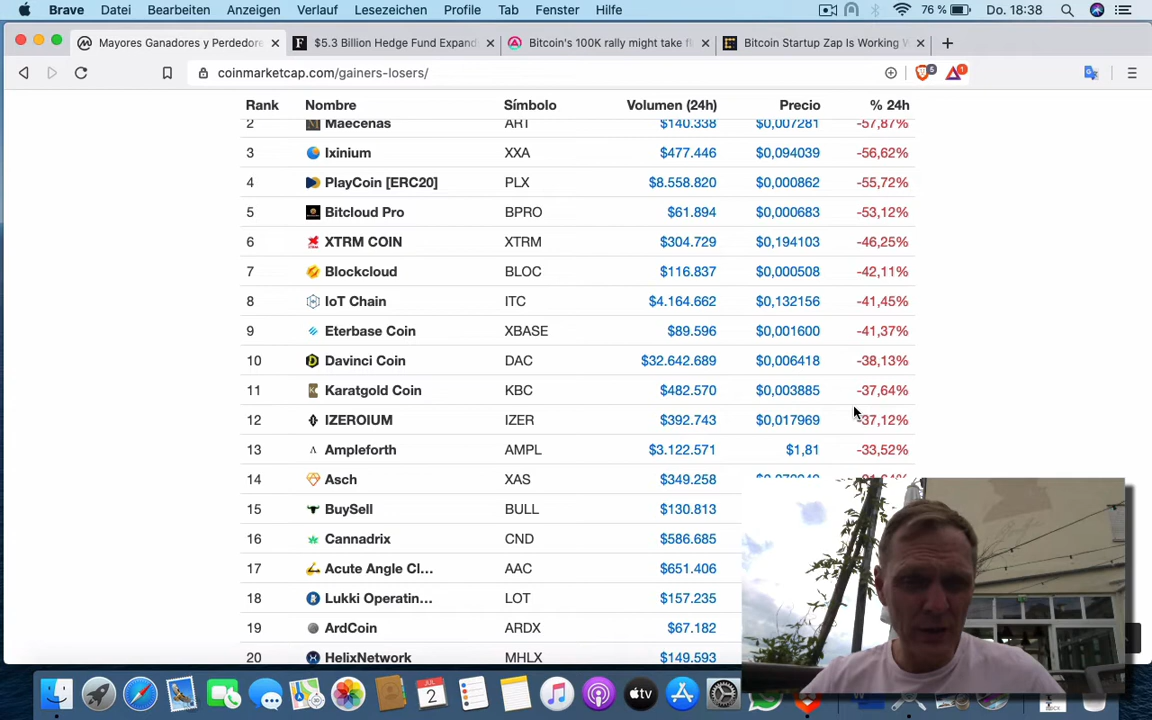 Brave Datei Bearbeiten Anzeigen Verlauf Lesezeichen Profile Tab Fenster Hilfe 76 % Do. 18:38
Mayores Ganadores y Perdedore $5.3 Billion Hedge Fund Expand Bitcoin's 100K rally might take fl Bitcoin Startup Zap Is Working W
coinmarketcap.com/gainers-losers/ 5 1
Rank Nombre Símbolo Volumen (24h) Precio % 24h
2 Maecenas ART $140.338 $0,007281 -57,87%
3 Ixinium XXA $477.446 $0,094039 -56,62%
4 PlayCoin [ERC20] PLX $8.558.820 $0,000862 -55,72%
5 Bitcloud Pro BPRO $61.894 $0,000683 -53,12%
6 XTRM COIN XTRM $304.729 $0,194103 -46,25%
7 Blockcloud BLOC $116.837 $0,000508 -42,11%
8 IoT Chain ITC $4.164.662 $0,132156 -41,45%
9 Eterbase Coin XBASE $89.596 $0,001600 -41,37%
10 Davinci Coin DAC $32.642.689 $0,006418 -38,13%
11 Karatgold Coin KBC $482.570 $0,003885 -37,64%
12 IZEROIUM IZER $392.743 $0,017969 -37,12%
13 Ampleforth AMPL $3.122.571 $1,81 -33,52%
14 Asch XAS $349.258
15 BuySell BULL $130.813
16 Cannadrix CND $586.685
17 Acute Angle Cl... AAC $651.406
18 Lukki Operatin... LOT $157.235
19 ArdCoin ARDX $67.182
20 HelixNetwork MHLX $149.593
JUL
2
tv